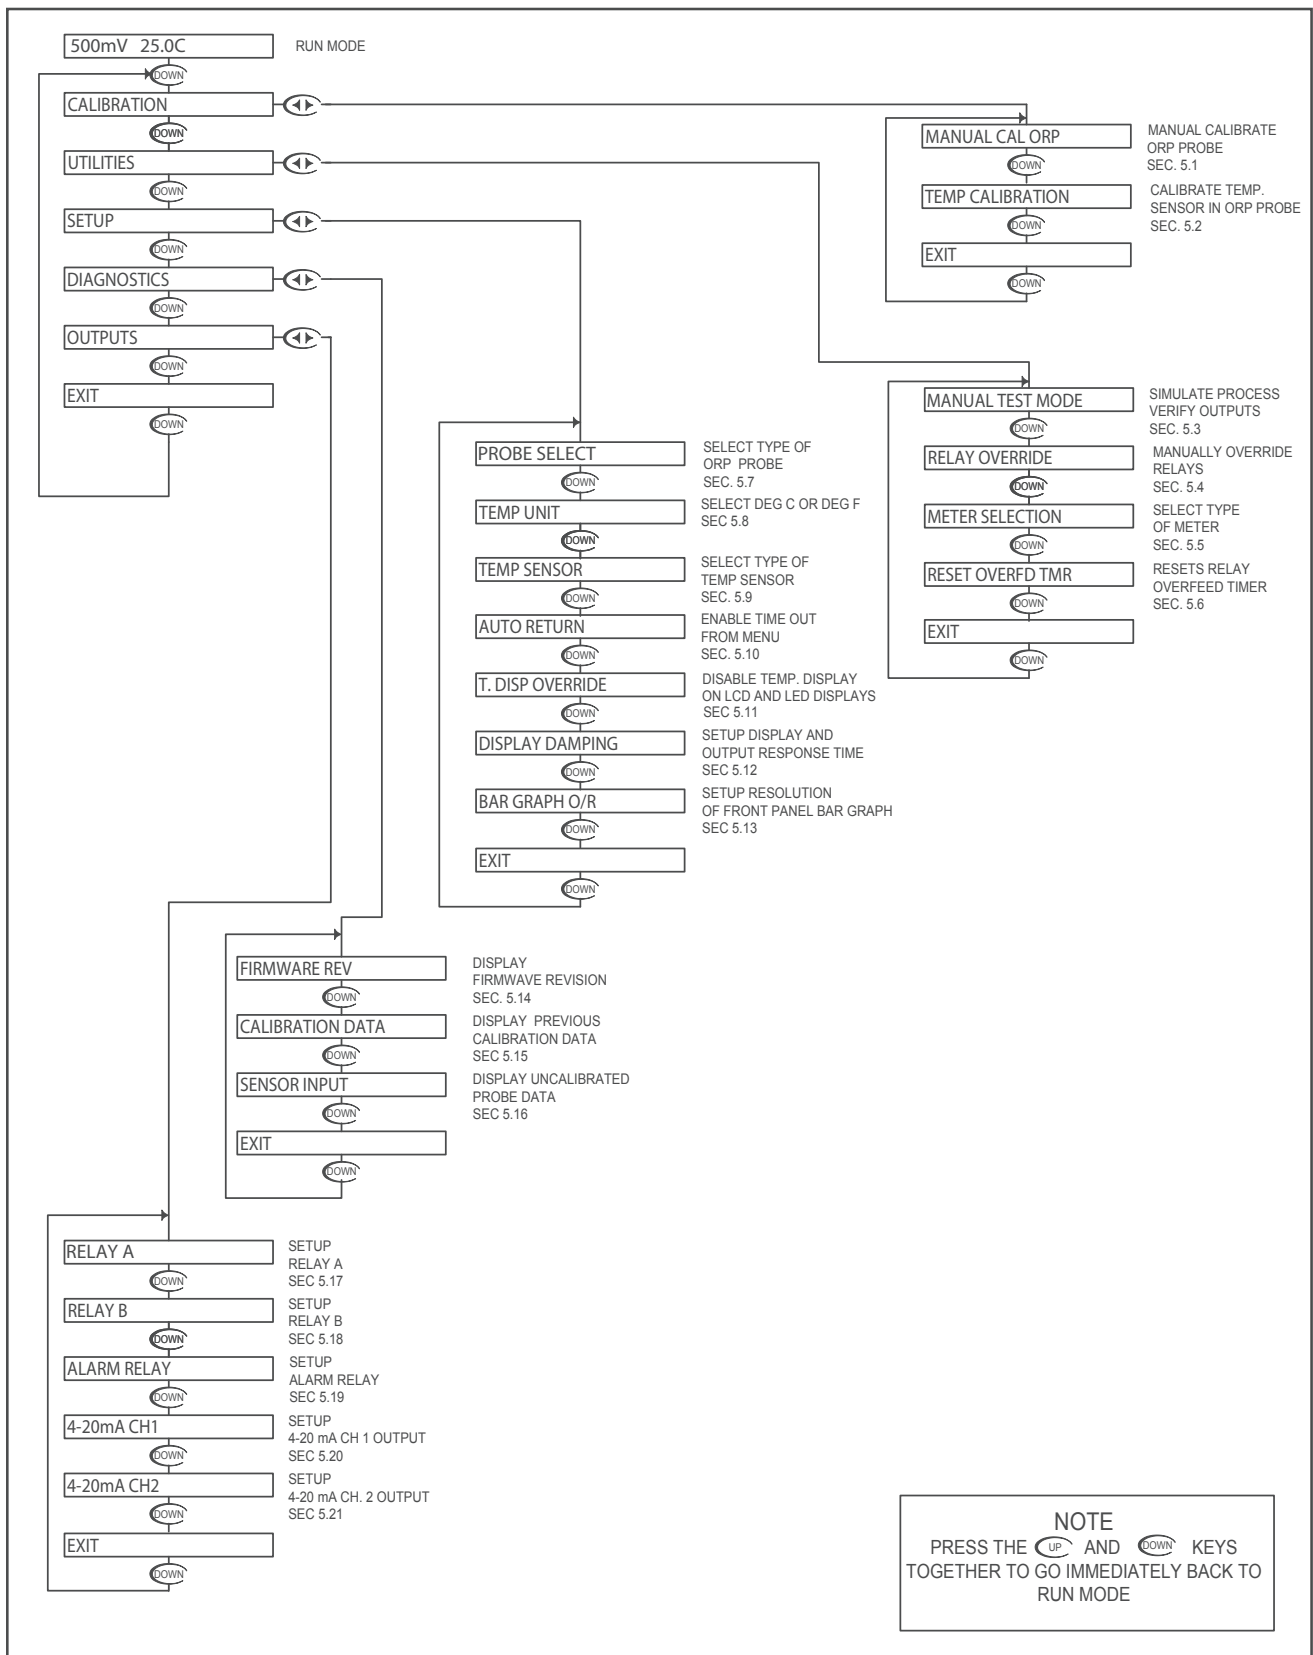 500mV 25.0C
RUN MODE
DOWN
CALIBRATION
DOWN
UTILITIES
DOWN
SETUP
DOWN
DIAGNOSTICS
DOWN
OUTPUTS
DOWN
EXIT
DOWN
MANUAL CAL ORP
MANUAL CALIBRATE
ORP PROBE
SEC. 5.1
DOWN
TEMP CALIBRATION
CALIBRATE TEMP.
SENSOR IN ORP PROBE
SEC. 5.2
DOWN
EXIT
DOWN
MANUAL TEST MODE
SIMULATE PROCESS
VERIFY OUTPUTS
SEC. 5.3
DOWN
RELAY OVERRIDE
MANUALLY OVERRIDE
RELAYS
SEC. 5.4
DOWN
METER SELECTION
SELECT TYPE
OF METER
SEC. 5.5
DOWN
RESET OVERFD TMR
RESETS RELAY
OVERFEED TIMER
SEC. 5.6
DOWN
EXIT
DOWN
PROBE SELECT
SELECT TYPE OF
ORP PROBE
SEC. 5.7
DOWN
TEMP UNIT
SELECT DEG C OR DEG F
SEC 5.8
DOWN
TEMP SENSOR
SELECT TYPE OF
TEMP SENSOR
SEC. 5.9
DOWN
AUTO RETURN
ENABLE TIME OUT
FROM MENU
SEC. 5.10
DOWN
T. DISP OVERRIDE
DISABLE TEMP. DISPLAY
ON LCD AND LED DISPLAYS
SEC 5.11
DOWN
DISPLAY DAMPING
SETUP DISPLAY AND
OUTPUT RESPONSE TIME
SEC 5.12
DOWN
BAR GRAPH O/R
SETUP RESOLUTION
OF FRONT PANEL BAR GRAPH
SEC 5.13
DOWN
EXIT
DOWN
FIRMWARE REV
DISPLAY
FIRMWAVE REVISION
SEC. 5.14
DOWN
CALIBRATION DATA
DISPLAY PREVIOUS
CALIBRATION DATA
SEC 5.15
DOWN
SENSOR INPUT
DISPLAY UNCALIBRATED
PROBE DATA
SEC 5.16
DOWN
EXIT
DOWN
RELAY A
SETUP
RELAY A
SEC 5.17
DOWN
RELAY B
SETUP
RELAY B
SEC 5.18
DOWN
ALARM RELAY
SETUP
ALARM RELAY
SEC 5.19
DOWN
4-20mA CH1
SETUP
4-20 mA CH 1 OUTPUT
SEC 5.20
DOWN
4-20mA CH2
SETUP
4-20 mA CH. 2 OUTPUT
SEC 5.21
DOWN
EXIT
DOWN
NOTE
PRESS THE UP AND DOWN KEYS
TOGETHER TO GO IMMEDIATELY BACK TO
RUN MODE